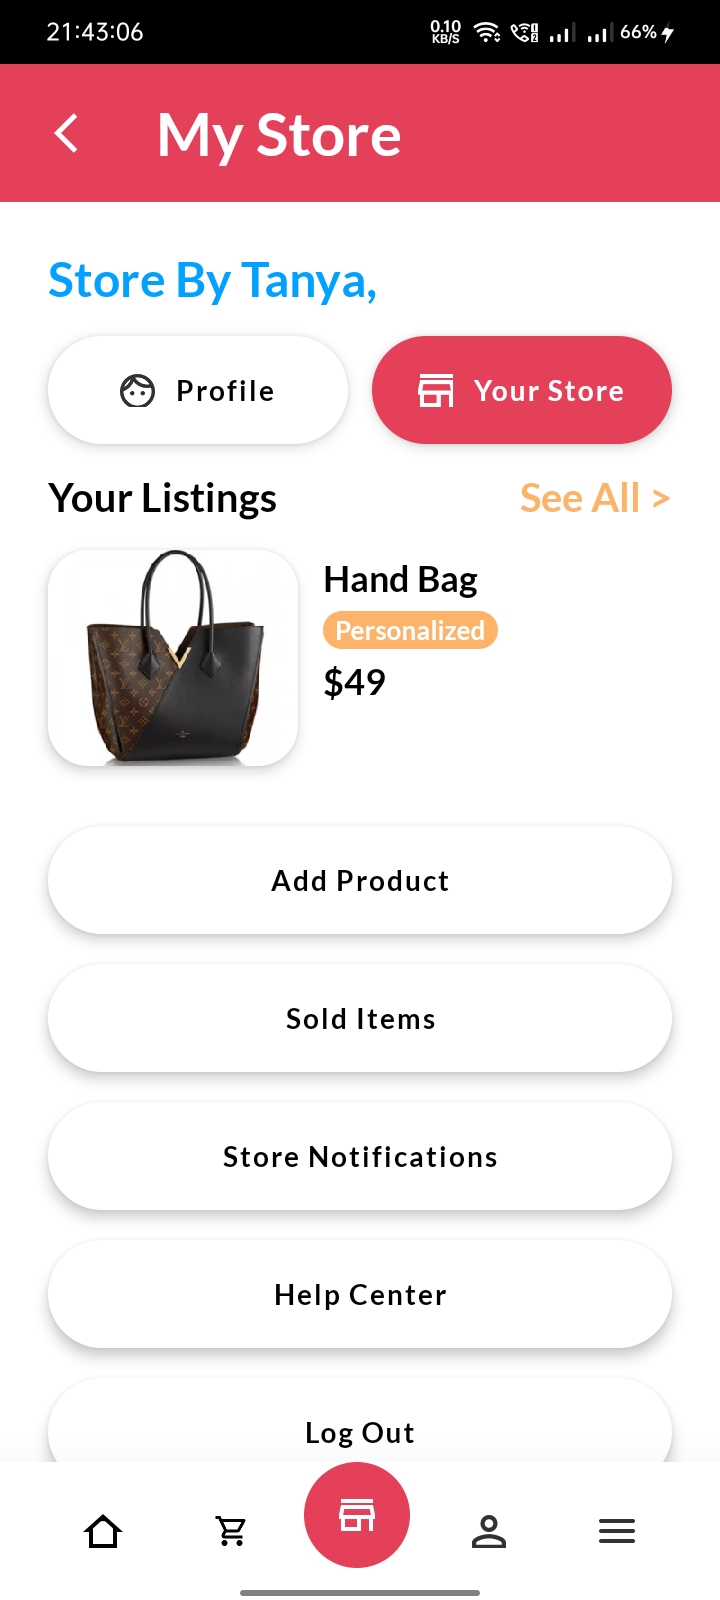 21:43:06
0.10
KB/S
66%
My Store
Store By Tanya,
Profile
Your Store
Your Listings
See All >
Hand Bag
Personalized
$49
Add Product
Sold Items
Store Notifications
Help Center
Log Out